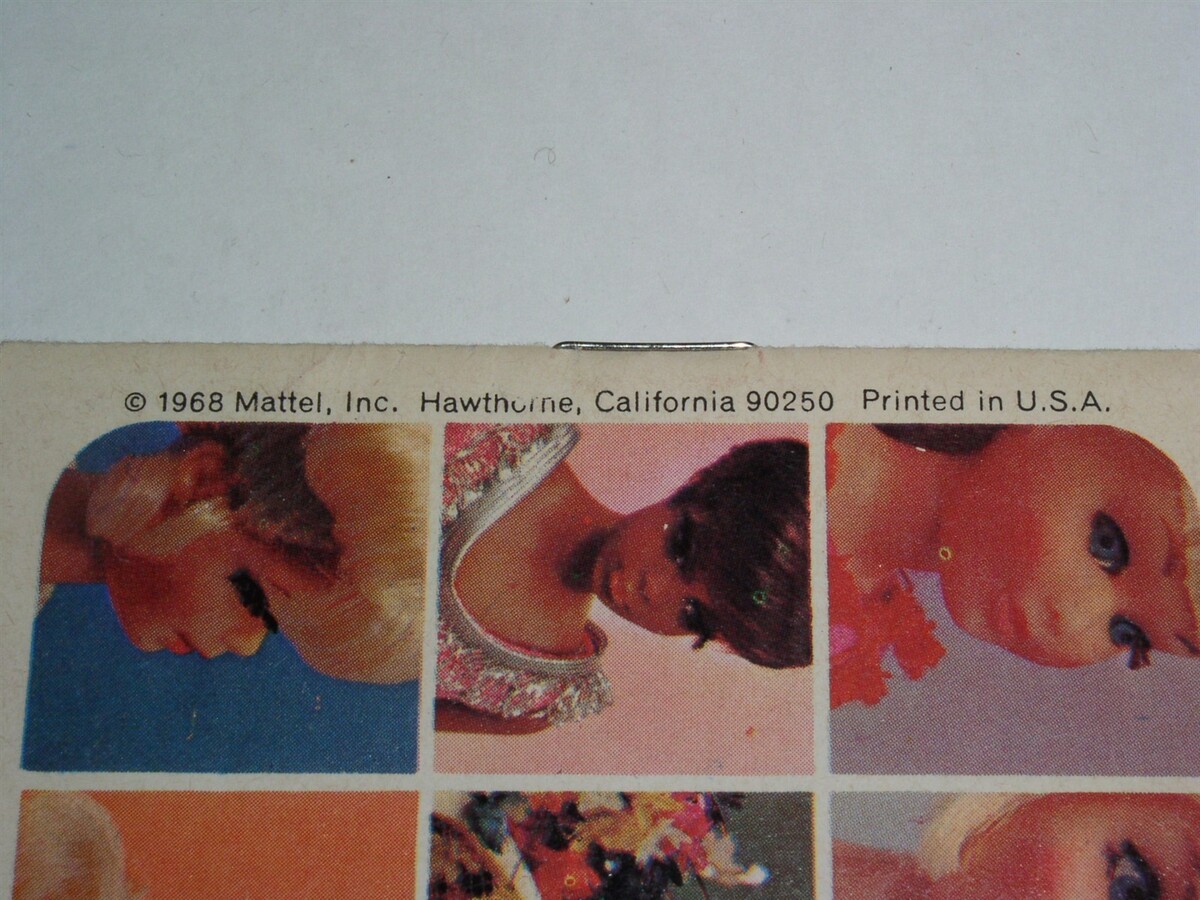 © 1968 Mattel, Inc. Hawthorne, California 90250 Printed in U.S.A.